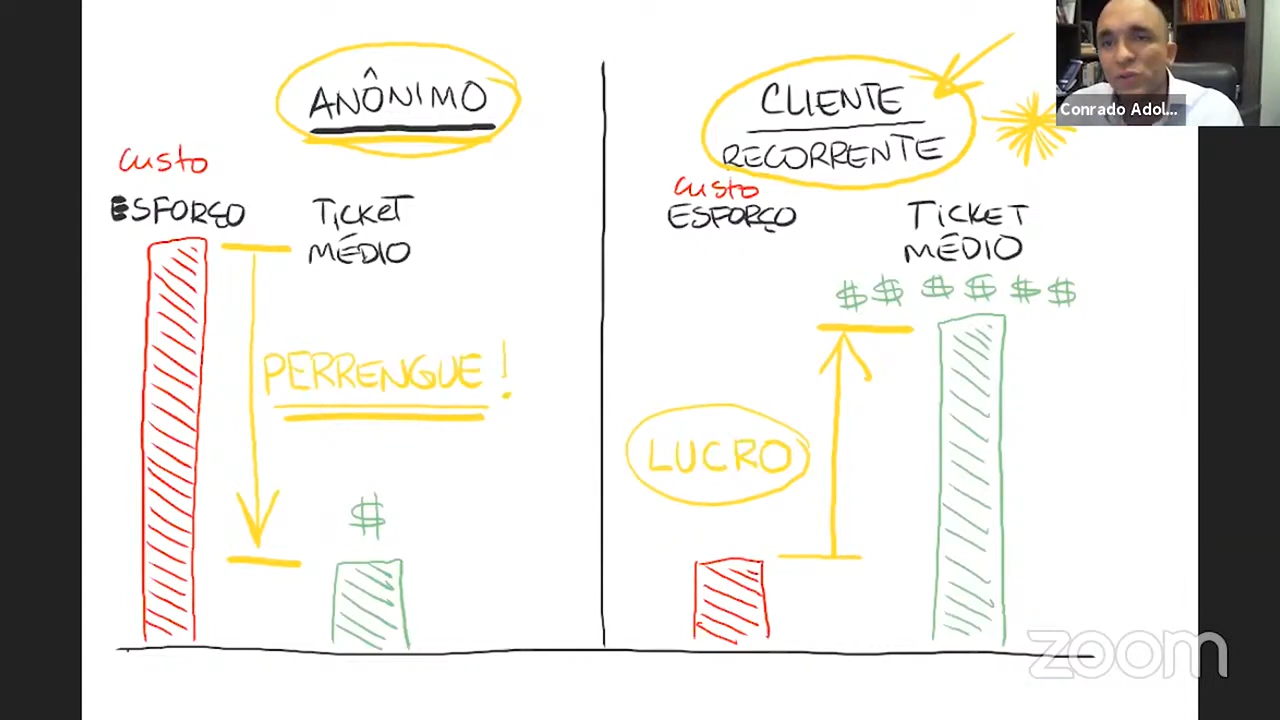 ANÔNIMO
Custo
ESFORÇO
TICKET
MÉDIO
PERRENGUE!
$
CLIENTE
RECORRENTE
Custo
ESFORÇO
TICKET
MÉDIO
$ $ $ $ $ $
LUCRO
Conrado Adol...
zoom